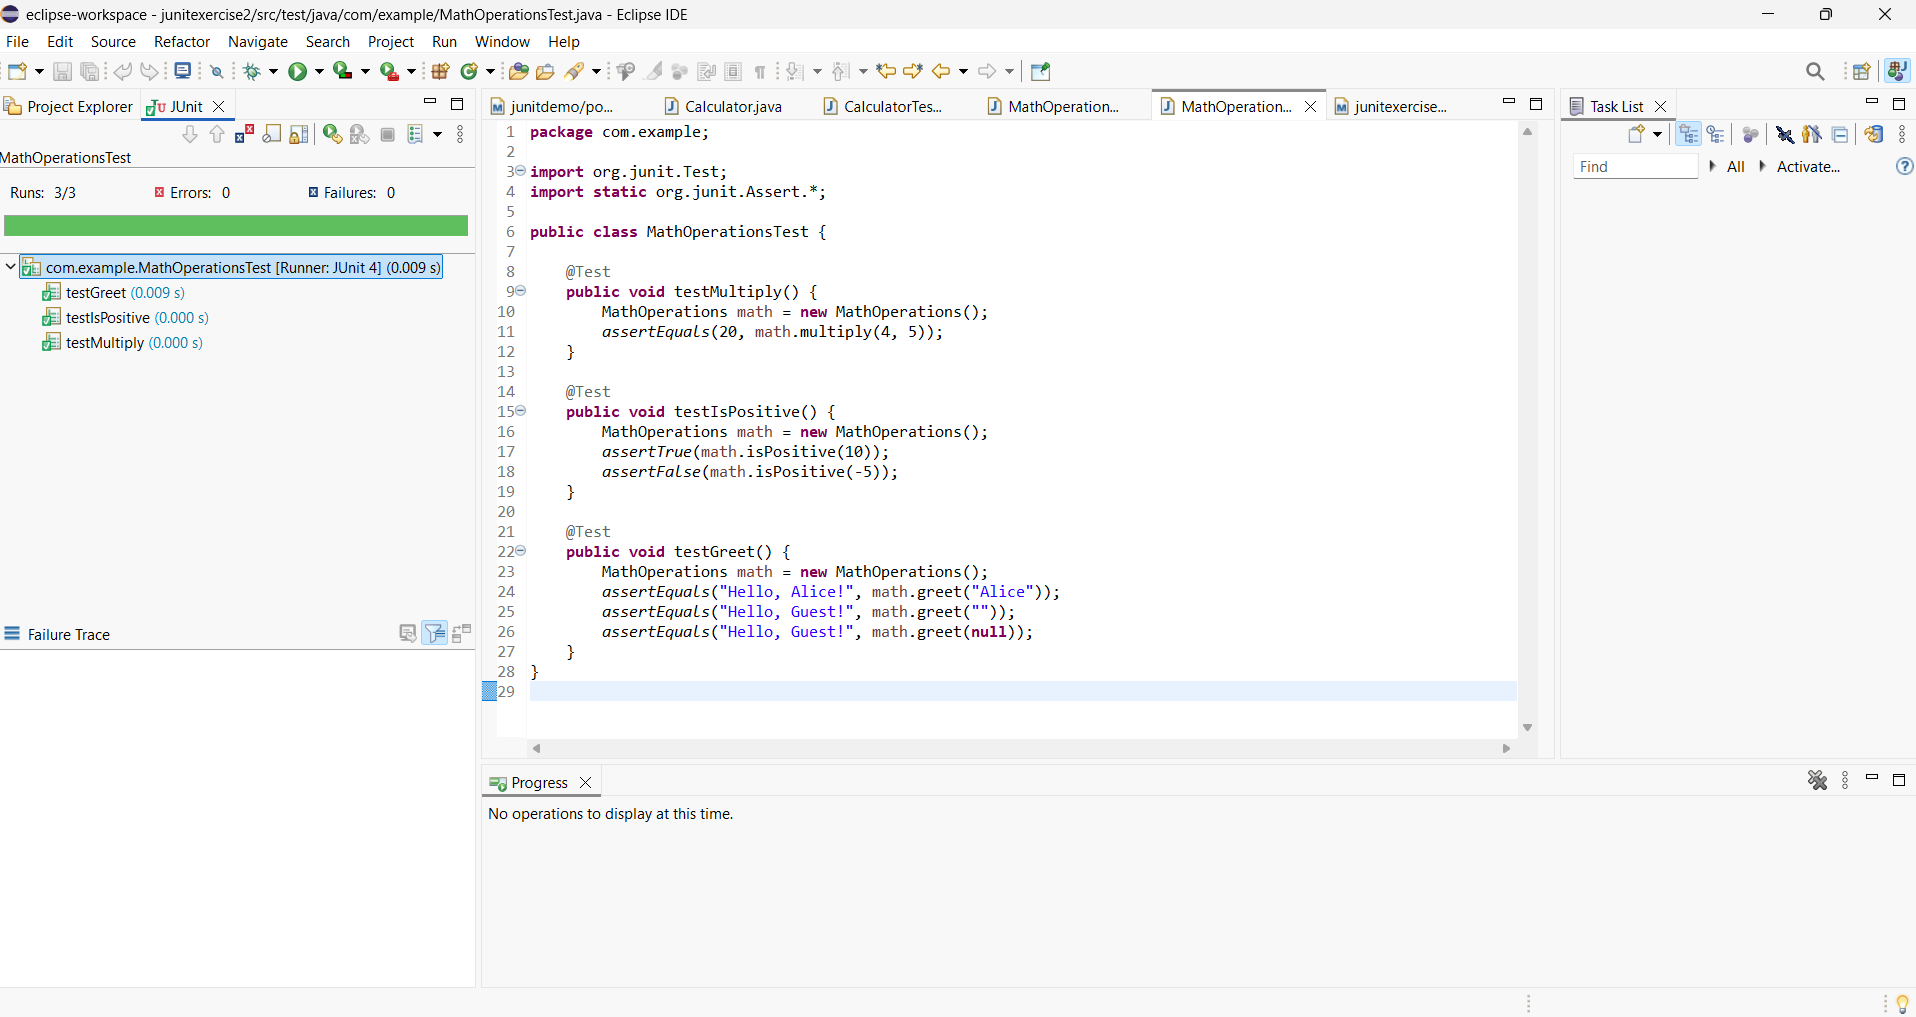 eclipse-workspace - junitexercise2/src/test/java/com/example/MathOperationsTest.java - Eclipse IDE
File Edit Source Refactor Navigate Search Project Run Window Help
Project Explorer JUnit
MathOperationsTest
Runs: 3/3 Errors: 0 Failures: 0
com.example.MathOperationsTest [Runner: JUnit 4] (0.009 s)
testGreet (0.009 s)
testIsPositive (0.000 s)
testMultiply (0.000 s)
Failure Trace
junitdemo/po... Calculator.java CalculatorTes... MathOperation... MathOperation... junitexercise...
1 package com.example;
2
3 import org.junit.Test;
4 import static org.junit.Assert.*;
5
6 public class MathOperationsTest {
7
8     @Test
9     public void testMultiply() {
10         MathOperations math = new MathOperations();
11         assertEquals(20, math.multiply(4, 5));
12     }
13
14     @Test
15     public void testIsPositive() {
16         MathOperations math = new MathOperations();
17         assertTrue(math.isPositive(10));
18         assertFalse(math.isPositive(-5));
19     }
20
21     @Test
22     public void testGreet() {
23         MathOperations math = new MathOperations();
24         assertEquals("Hello, Alice!", math.greet("Alice"));
25         assertEquals("Hello, Guest!", math.greet(""));
26         assertEquals("Hello, Guest!", math.greet(null));
27     }
28 }
29
Task List
Find All Activate...
Progress
No operations to display at this time.